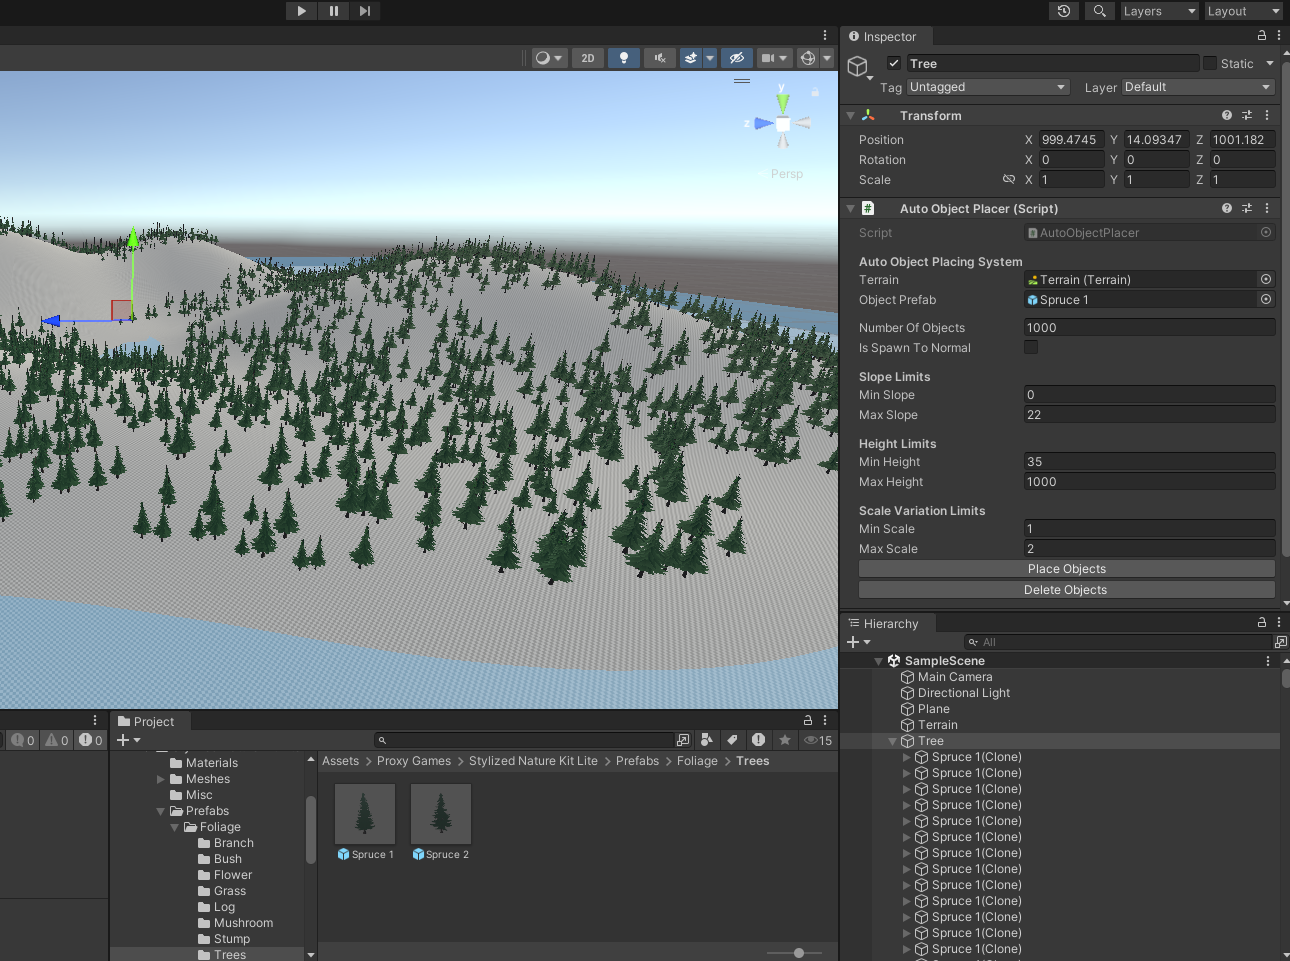 Layers
Layout
2D
y
z
Persp
Inspector
Tree
Static
Tag Untagged
Layer Default
Transform
Position X 999.4745 Y 14.09347 Z 1001.182
Rotation X 0 Y 0 Z 0
Scale X 1 Y 1 Z 1
# Auto Object Placer (Script)
Script AutoObjectPlacer
Auto Object Placing System
Terrain Terrain (Terrain)
Object Prefab Spruce 1
Number Of Objects 1000
Is Spawn To Normal
Slope Limits
Min Slope 0
Max Slope 22
Height Limits
Min Height 35
Max Height 1000
Scale Variation Limits
Min Scale 1
Max Scale 2
Place Objects
Delete Objects
Hierarchy
All
SampleScene
Main Camera
Directional Light
Plane
Terrain
Tree
Spruce 1(Clone)
Spruce 1(Clone)
Spruce 1(Clone)
Spruce 1(Clone)
Spruce 1(Clone)
Spruce 1(Clone)
Spruce 1(Clone)
Spruce 1(Clone)
Spruce 1(Clone)
Spruce 1(Clone)
Spruce 1(Clone)
Spruce 1(Clone)
Spruce 1(Clone)
0 0 0
Project
15
Materials
Meshes
Misc
Prefabs
Foliage
Branch
Bush
Flower
Grass
Log
Mushroom
Stump
Trees
Assets > Proxy Games > Stylized Nature Kit Lite > Prefabs > Foliage > Trees
Spruce 1
Spruce 2